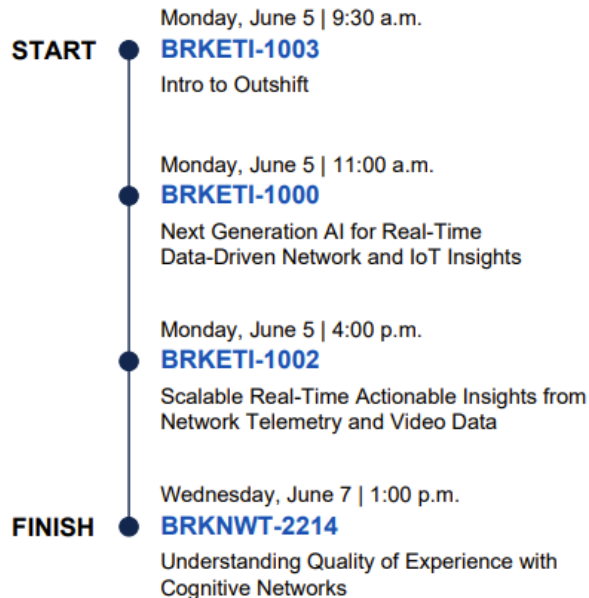 Monday, June 5 | 9:30 a.m.
START
BRKETI-1003
Intro to Outshift
Monday, June 5 | 11:00 a.m.
BRKETI-1000
Next Generation AI for Real-Time
Data-Driven Network and IoT Insights
Monday, June 5 | 4:00 p.m.
BRKETI-1002
Scalable Real-Time Actionable Insights from
Network Telemetry and Video Data
Wednesday, June 7 | 1:00 p.m.
FINISH
BRKNWT-2214
Understanding Quality of Experience with
Cognitive Networks